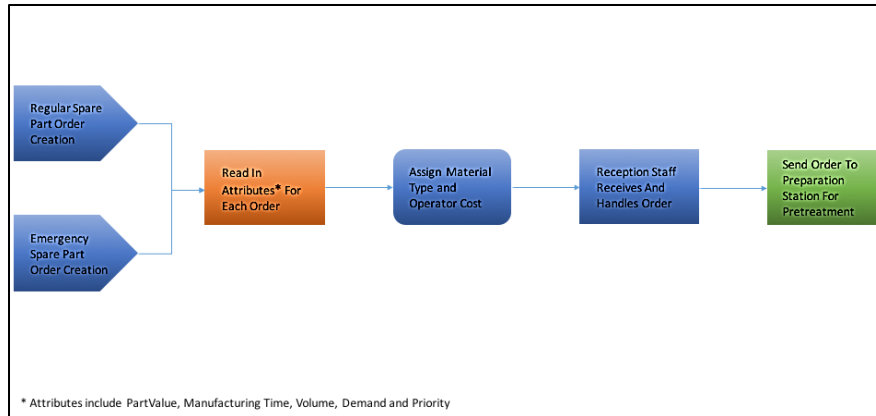 Regular Spare
Part Order
Creation
Emergency
Spare Part
Order Creation
Read In
Attributes* For
Each Order
Assign Material
Type and
Operator Cost
Reception Staff
Receives And
Handles Order
Send Order To
Preparation
Station For
Pretreatment
* Attributes include PartValue, Manufacturing Time, Volume, Demand and Priority